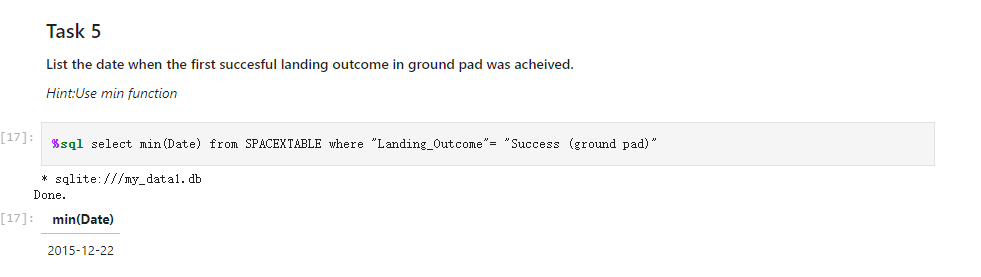 Task 5
List the date when the first succesful landing outcome in ground pad was acheived.
Hint:Use min function
[17]: %sql select min(Date) from SPACEXTABLE where "Landing_Outcome"= "Success (ground pad)"
* sqlite:///my_data1.db
Done.
[17]: min(Date)
2015-12-22